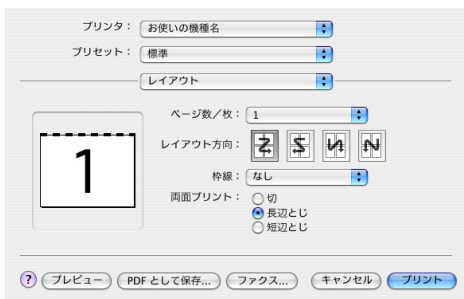 プリンタ： お使いの機種名
プリセット： 標準
レイアウト
ページ数／枚： 1
レイアウト方向：
枠線： なし
両面プリント： 切
長辺とじ
短辺とじ
1
? プレビュー PDF として保存... ファクス... キャンセル プリント